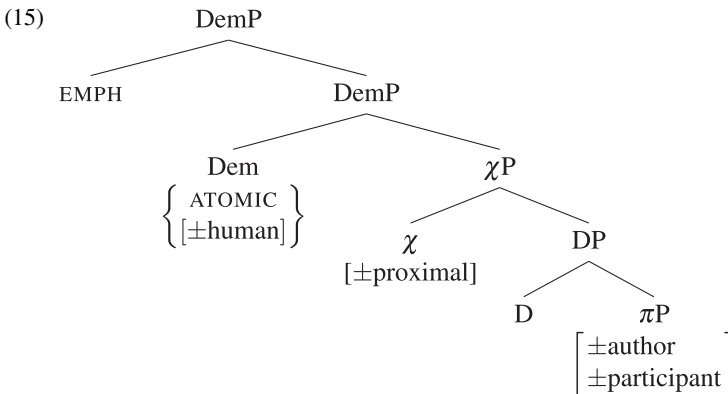 (15)
DemP
EMPH
DemP
Dem
χP
ATOMIC
[±human]
χ
DP
[±proximal]
D
πP
±author
±participant